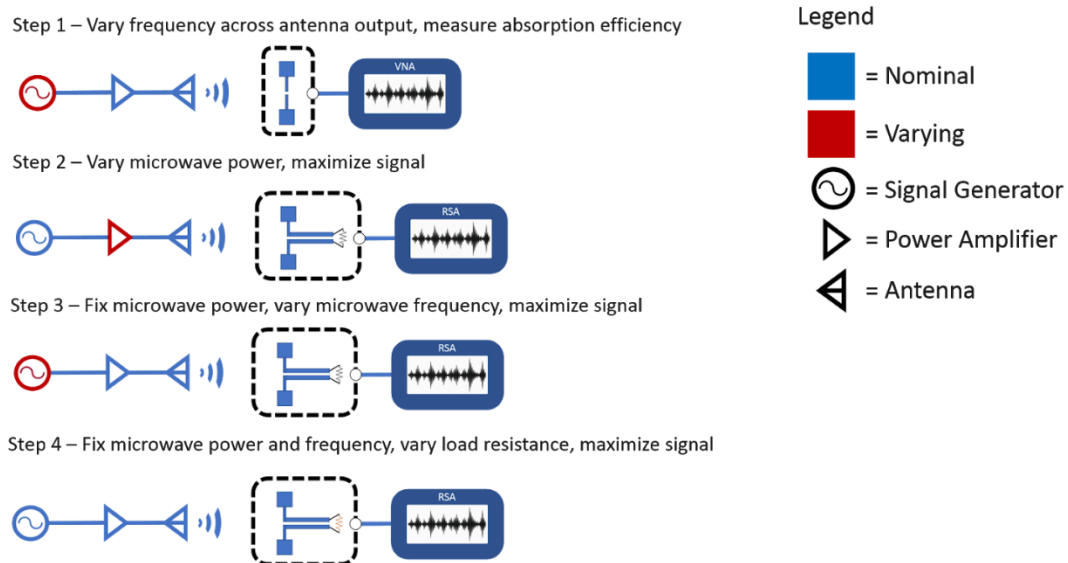 Step 1 – Vary frequency across antenna output, measure absorption efficiency
VNA
Step 2 – Vary microwave power, maximize signal
RSA
Step 3 – Fix microwave power, vary microwave frequency, maximize signal
RSA
Step 4 – Fix microwave power and frequency, vary load resistance, maximize signal
RSA
Legend
= Nominal
= Varying
= Signal Generator
= Power Amplifier
= Antenna